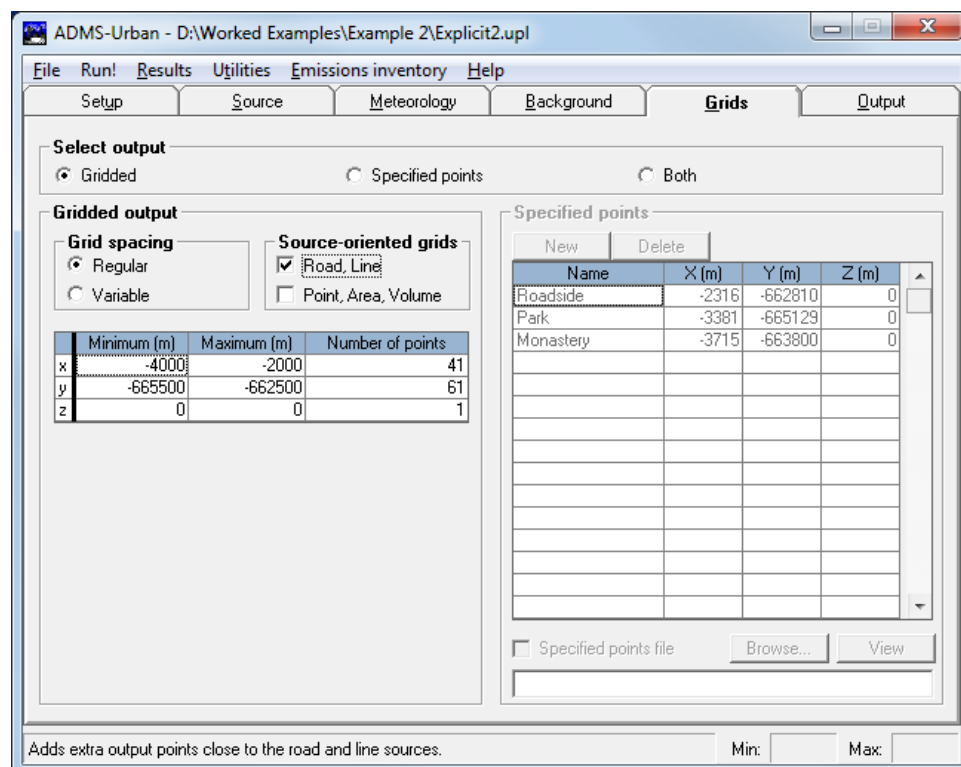 ADMS-Urban - D:\Worked Examples\Example 2\Explicit2.upl
File Run! Results Utilities Emissions inventory Help
Setup Source Meteorology Background Grids Output
Select output
Gridded Specified points Both
Gridded output
Grid spacing
Regular
Variable
Source-oriented grids
Road, Line
Point, Area, Volume
Minimum (m) Maximum (m) Number of points
x -4000 -2000 41
y -665500 -662500 61
z 0 0 1
Specified points
New Delete
Name X (m) Y (m) Z (m)
Roadside -2316 -662810 0
Park -3381 -665129 0
Monastery -3715 -663800 0
Specified points file Browse... View
Adds extra output points close to the road and line sources. Min: Max: